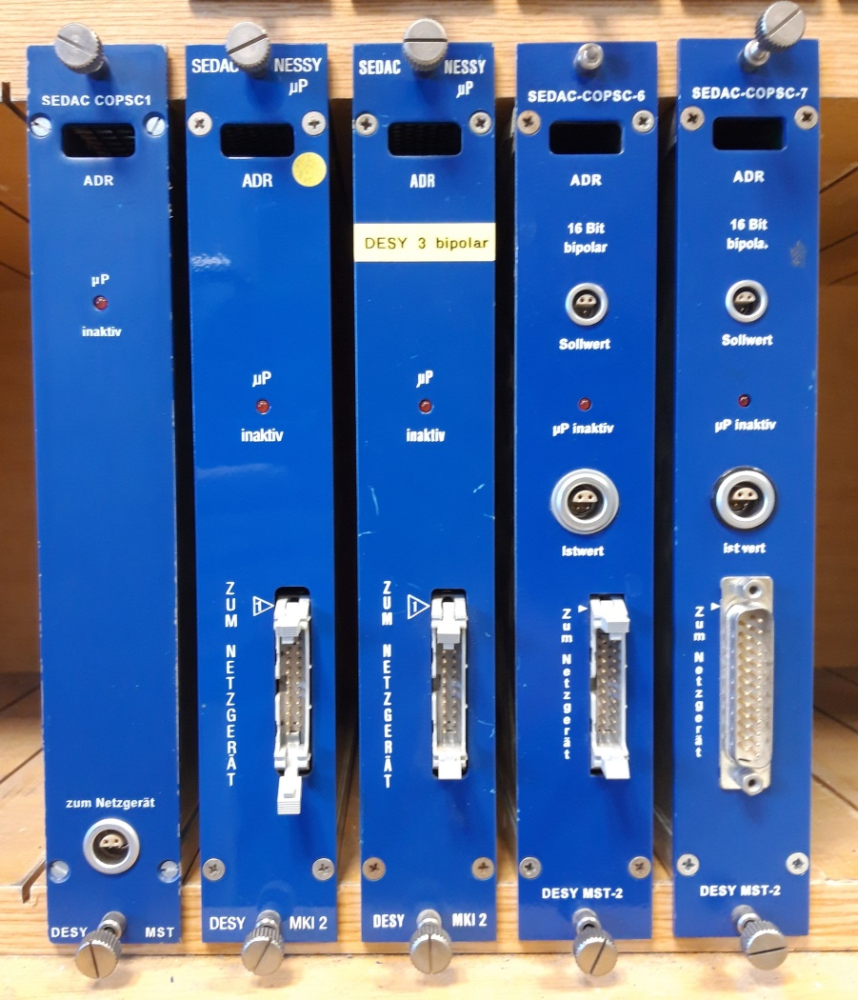 SEDAC COPSC1
ADR
µP
inaktiv
zum Netzgerät
DESY MST
SEDAC NESSY
µP
ADR
µP
inaktiv
ZUM NETZGERÄT
1
DESY MKI 2
SEDAC NESSY
µP
ADR
DESY 3 bipolar
µP
inaktiv
ZUM NETZGERÄT
1
DESY MKI 2
SEDAC-COPSC-6
ADR
16 Bit
bipolar
Sollwert
µP inaktiv
Istwert
Zum Netzgerät
DESY MST-2
SEDAC-COPSC-7
ADR
16 Bit
bipola.
Sollwert
µP inaktiv
Ist vert
Zum Netzgerät
DESY MST-2